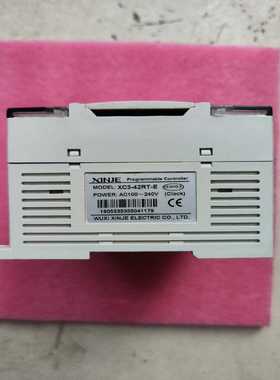 XINJE Programmable Controller
MODEL: XC3-42RT-E
POWER: AC100～240V (Clock)
CE
WUXI XINJE ELECTRIC CO., LTD.